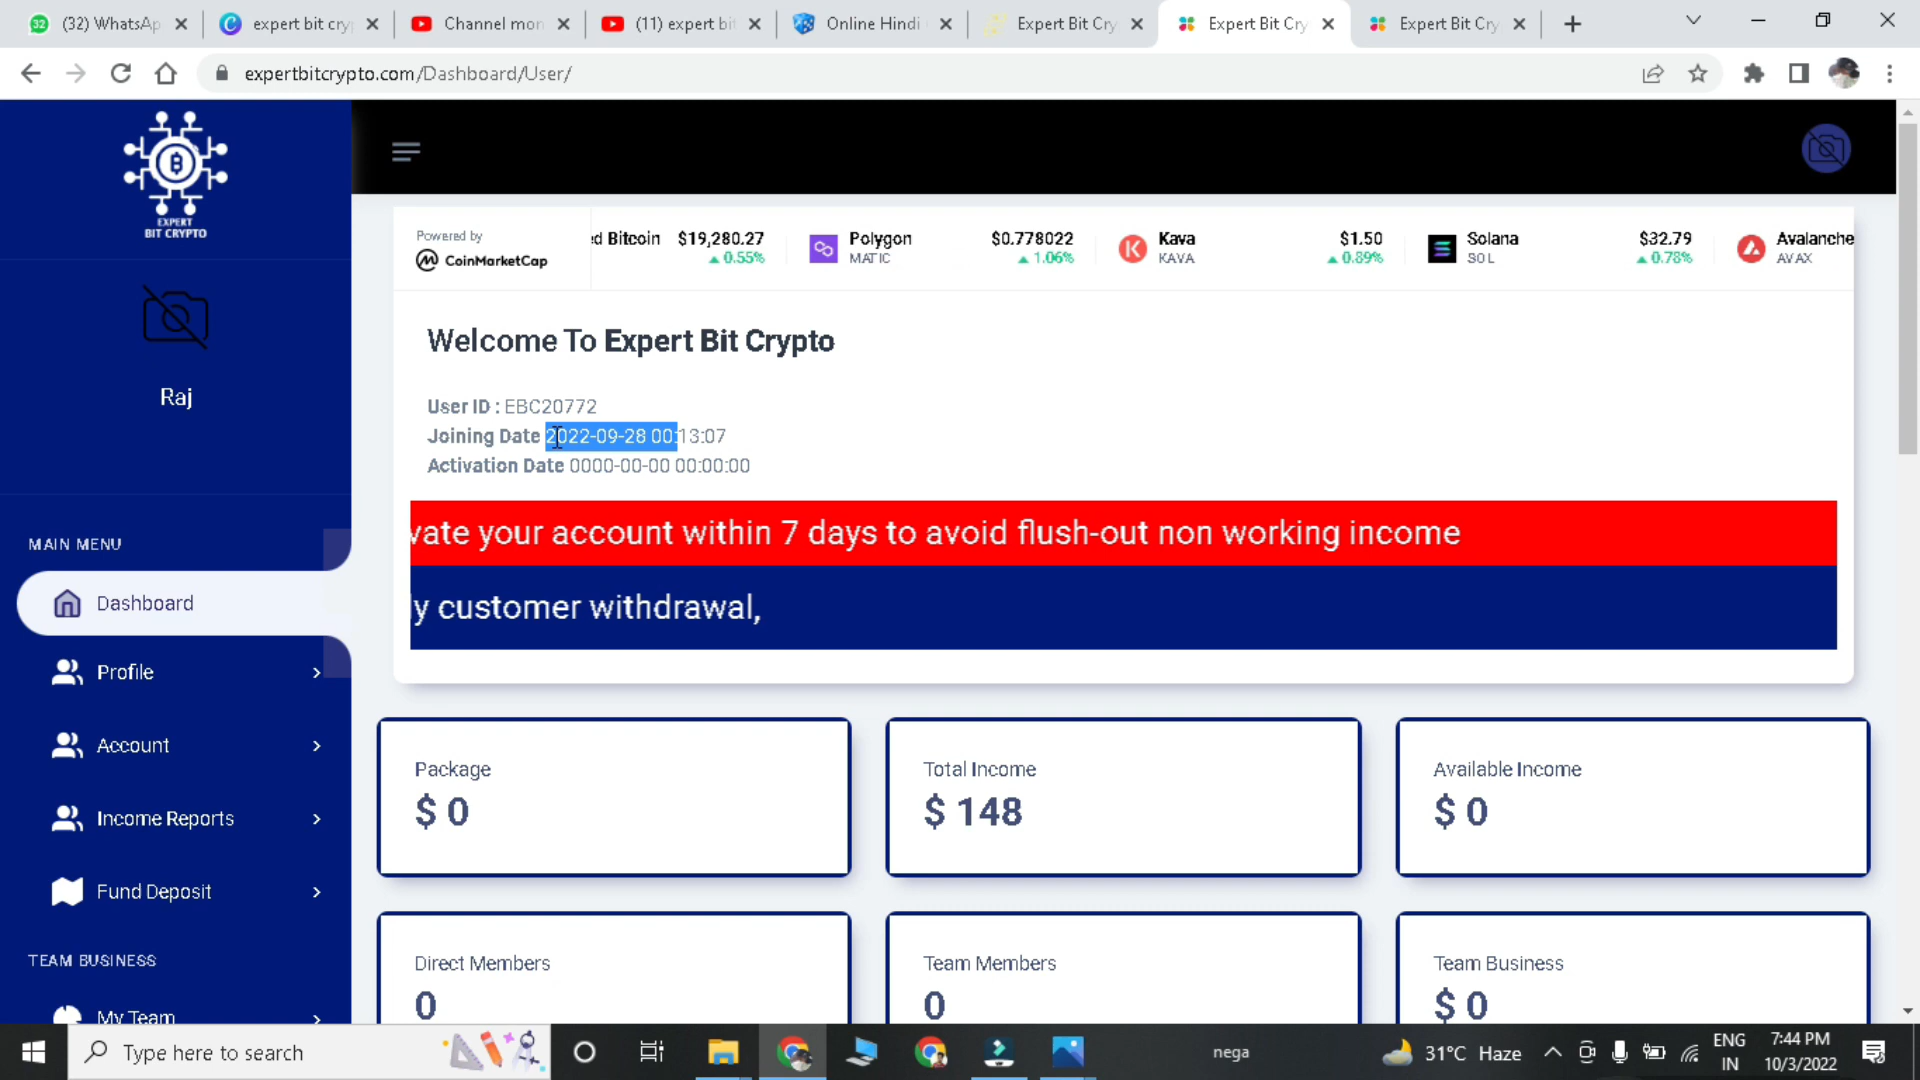 (32) WhatsAp
expert bit cry
Channel mon
(11) expert bi
Online Hindi
Expert Bit Cry
Expert Bit Cry
Expert Bit Cry
expertbitcrypto.com/Dashboard/User/
EXPERT
BIT CRYPTO
Raj
MAIN MENU
Dashboard
Profile
Account
Income Reports
Fund Deposit
TEAM BUSINESS
My Team
Powered by
CoinMarketCap
ed Bitcoin $19,280.27
0.55%
Polygon $0.778022
MATIC 1.06%
Kava $1.50
KAVA 0.89%
Solana $32.79
SOL 0.78%
Avalanche
AVAX
Welcome To Expert Bit Crypto
User ID : EBC20772
Joining Date 2022-09-28 00:13:07
Activation Date 0000-00-00 00:00:00
vate your account within 7 days to avoid flush-out non working income
ly customer withdrawal,
Package
$ 0
Total Income
$ 148
Available Income
$ 0
Direct Members
0
Team Members
0
Team Business
$ 0
Type here to search
nega
31°C Haze
ENG
IN
7:44 PM
10/3/2022